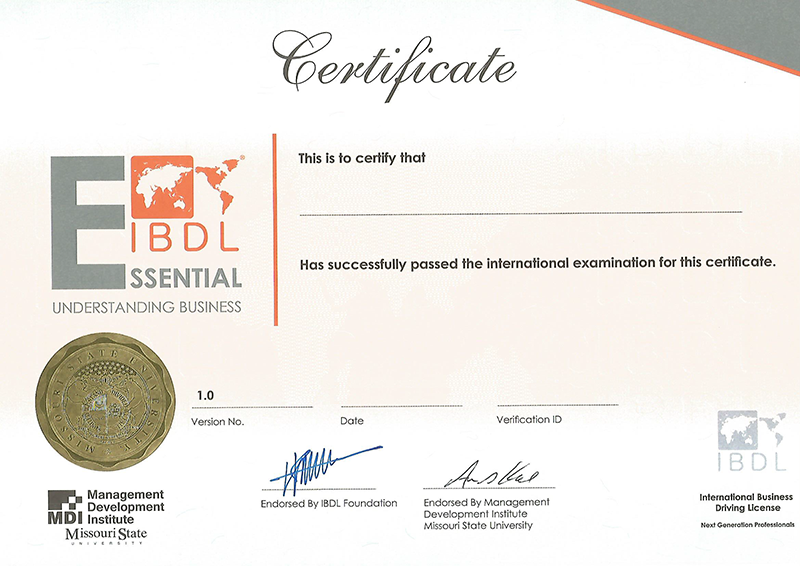 Certificate
This is to certify that
E
IBDL
®
SSENTIAL
UNDERSTANDING BUSINESS
Has successfully passed the international examination for this certificate.
MISSOURI STATE UNIVERSITY
1.0
Version No.
Date
Verification ID
IBDL
Endorsed By IBDL Foundation
Endorsed By Management
Development Institute
Missouri State University
International Business
Driving License
Next Generation Professionals
MDI
Management
Development
Institute
Missouri State
UNIVERSITY